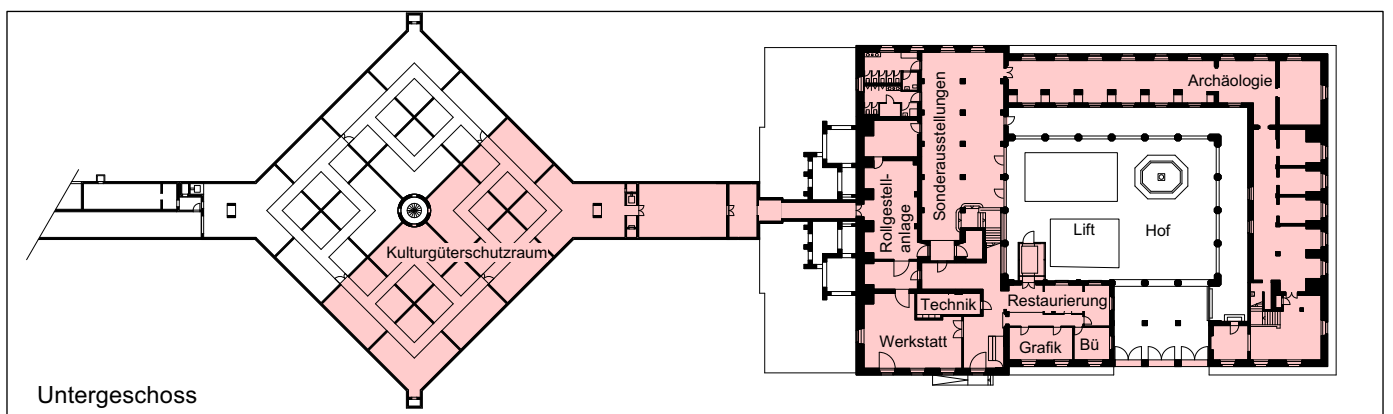 Archäologie
Sonderausstellungen
Rollgestell-
anlage
Lift
Hof
Kulturgüterschutzraum
Technik
Restaurierung
Werkstatt
Grafik
Bü
Untergeschoss